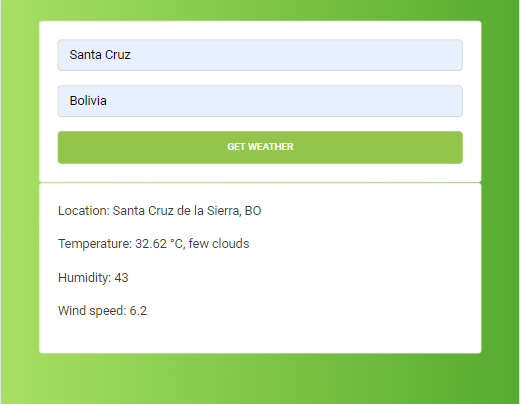 Santa Cruz
Bolivia
GET WEATHER
Location: Santa Cruz de la Sierra, BO
Temperature: 32.62 °C, few clouds
Humidity: 43
Wind speed: 6.2